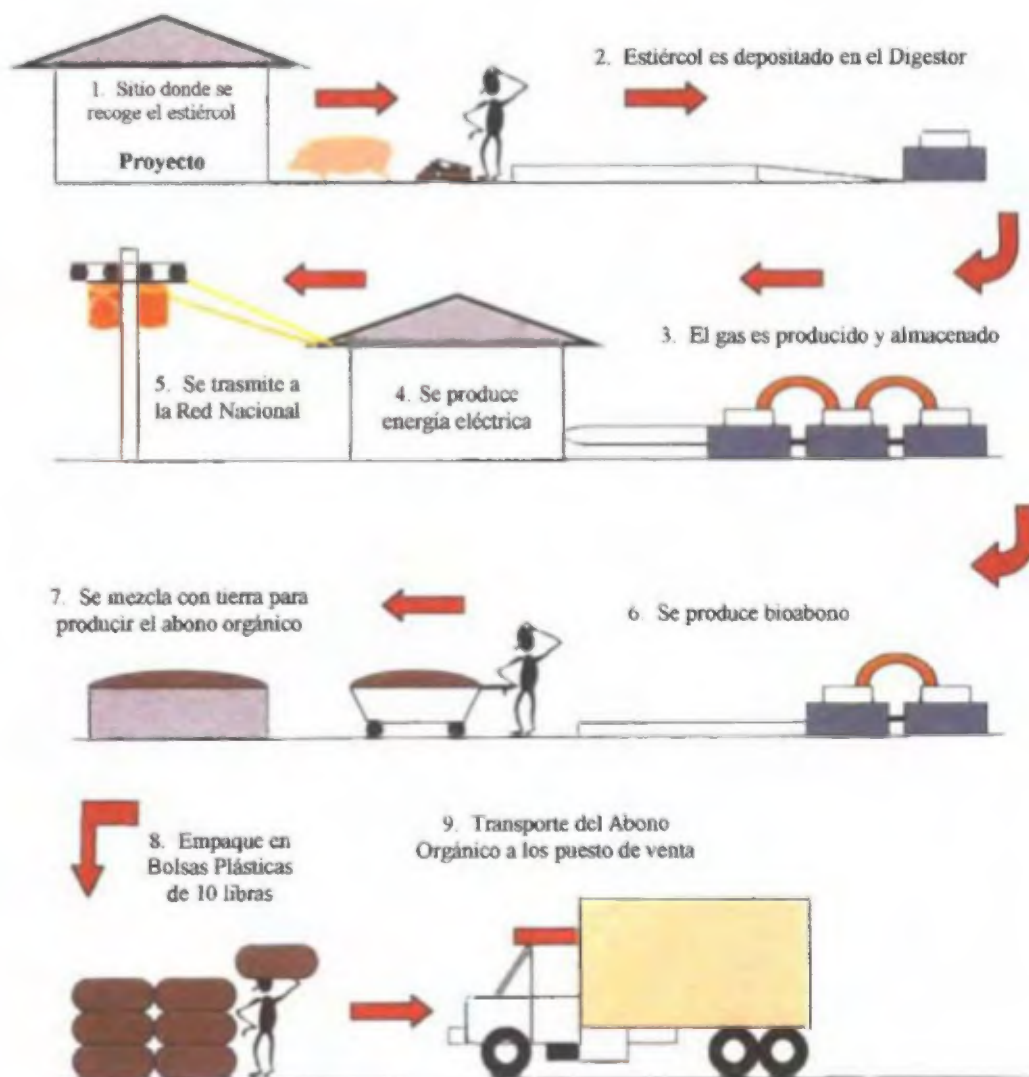 1. Sitio donde se
recoge el estiércol
Proyecto
2. Estiércol es depositado en el Digestor
3. El gas es producido y almacenado
4. Se produce
energía eléctrica
5. Se trasmite a
la Red Nacional
6. Se produce bioabono
7. Se mezcla con tierra para
producir el abono orgánico
8. Empaque en
Bolsas Plásticas
de 10 libras
9. Transporte del Abono
Orgánico a los puesto de venta